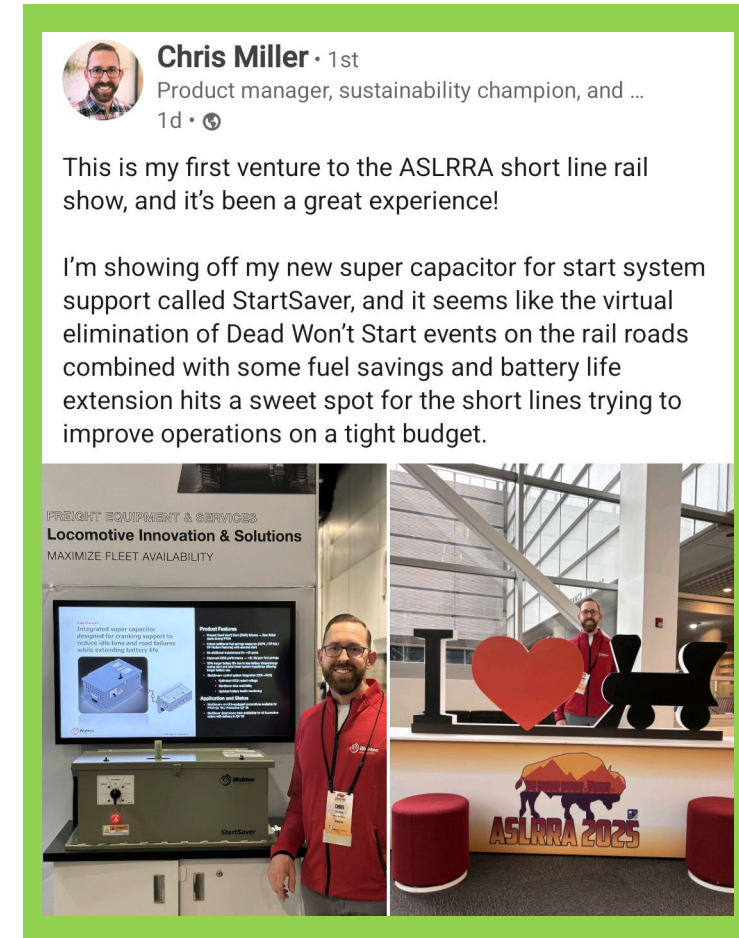 Chris Miller • 1st
Product manager, sustainability champion, and ...
1d •
This is my first venture to the ASLRRA short line rail
show, and it’s been a great experience!
I’m showing off my new super capacitor for start system
support called StartSaver, and it seems like the virtual
elimination of Dead Won’t Start events on the rail roads
combined with some fuel savings and battery life
extension hits a sweet spot for the short lines trying to
improve operations on a tight budget.
FREIGHT EQUIPMENT & SERVICES
Locomotive Innovation & Solutions
MAXIMIZE FLEET AVAILABILITY
Integrated super capacitor
designed for cranking support to
reduce idle time and road failures
while extending battery life
Product Features
Application and Status
Wabtec
Wabtec
StartSaver
CHRIS
I
ASLRRA 2025